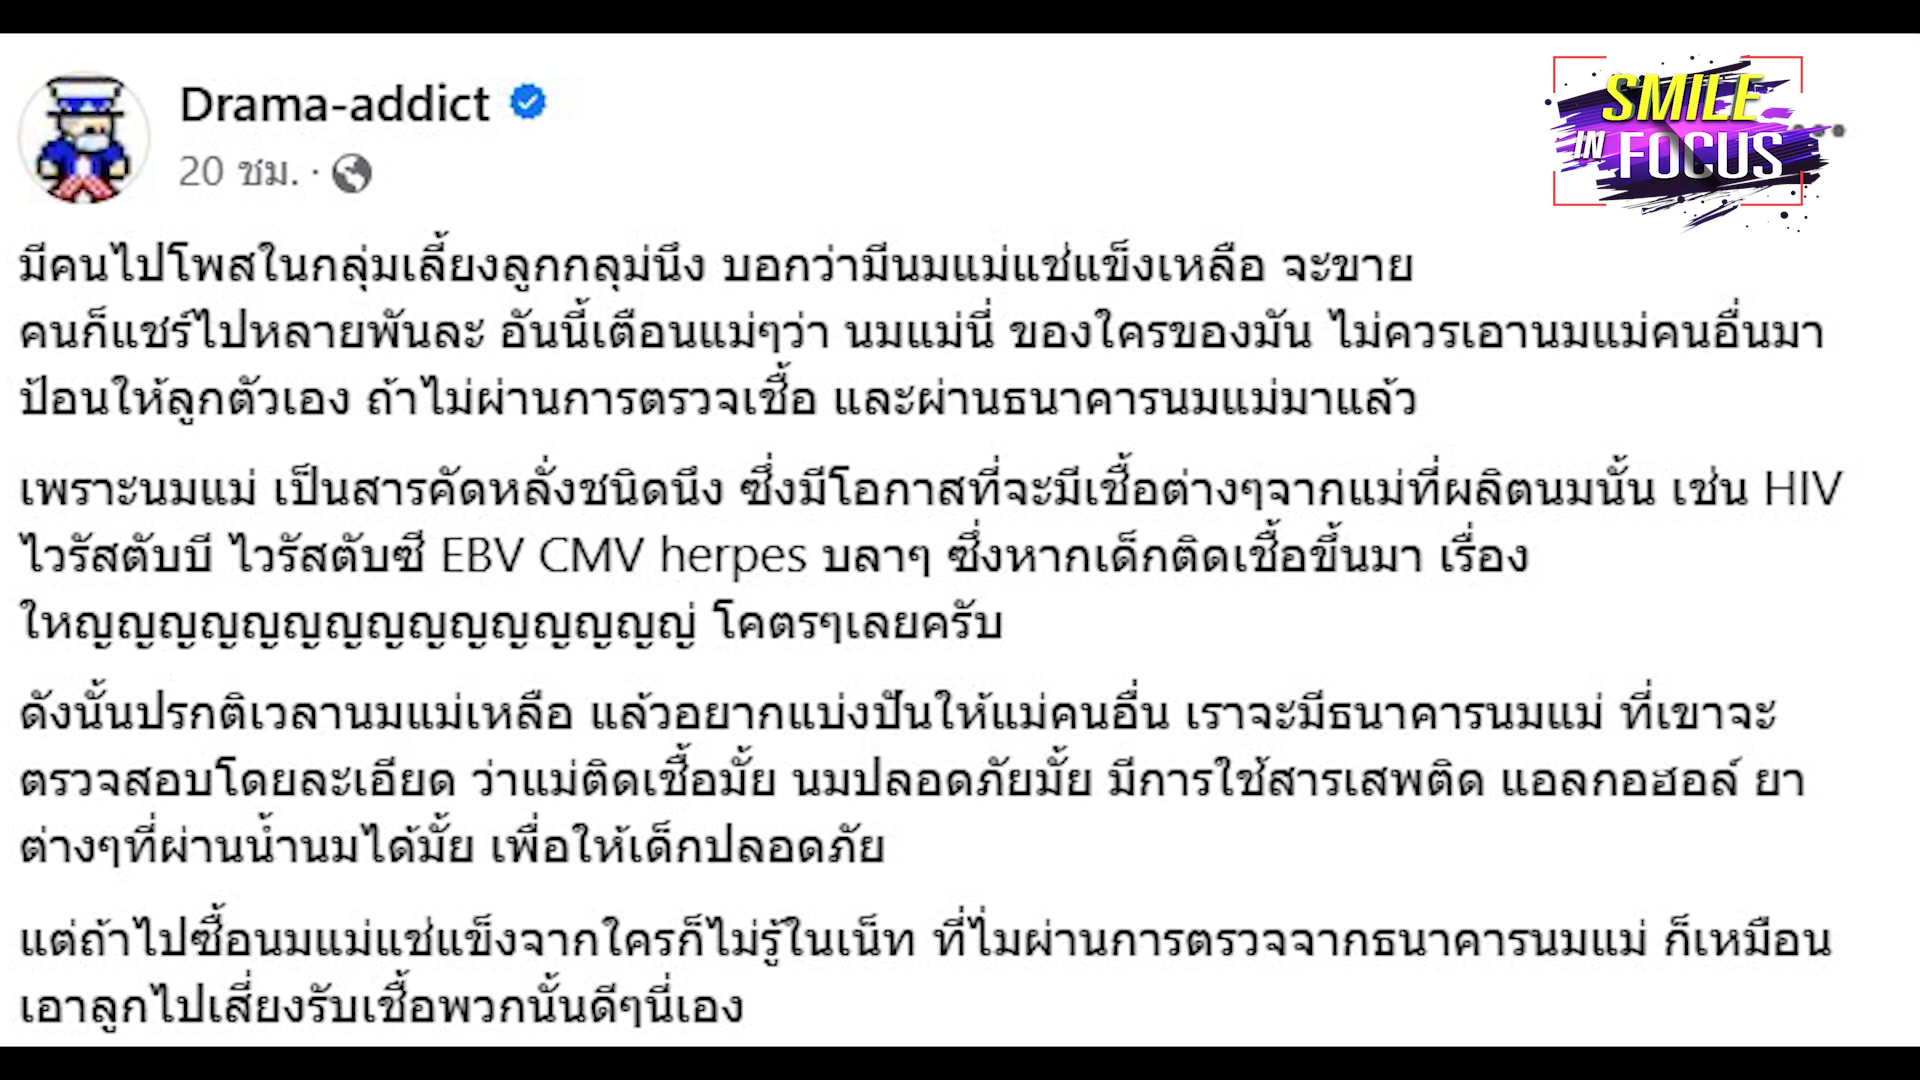 Drama-addict
20 ชม. ·
SMILE
IN FOCUS
มีคนไปโพสในกลุ่มเลี้ยงลูกกลุม่นึง บอกว่ามีนมแม่แช่แข็งเหลือ จะขาย
คนก็แชร์ไปหลายพันละ อันนี้เตือนแม่ๆว่า นมแม่นี่ ของใครของมัน ไม่ควรเอานมแม่คนอื่นมา
ป้อนให้ลูกตัวเอง ถ้าไม่ผ่านการตรวจเชื้อ และผ่านธนาคารนมแม่มาแล้ว
เพราะนมแม่ เป็นสารคัดหลั่งชนิดนึง ซึ่งมีโอกาสที่จะมีเชื้อต่างๆจากแม่ที่ผลิตนมนั้น เช่น HIV
ไวรัสตับบี ไวรัสตับซี EBV CMV herpes บลาๆ ซึ่งหากเด็กติดเชื้อขึ้นมา เรื่อง
ใหญญญญญญญญญญญญญญญ่ โคตรๆเลยครับ
ดังนั้นปรกติเวลานมแม่เหลือ แล้วอยากแบ่งปันให้แม่คนอื่น เราจะมีธนาคารนมแม่ ที่เขาจะ
ตรวจสอบโดยละเอียด ว่าแม่ติดเชื้อมั้ย นมปลอดภัยมั้ย มีการใช้สารเสพติด แอลกอฮอล์ ยา
ต่างๆที่ผ่านน้ำนมได้มั้ย เพื่อให้เด็กปลอดภัย
แต่ถ้าไปซื้อนมแม่แช่แข็งจากใครก็ไม่รู้ในเน็ท ที่ไ่มผ่านการตรวจจากธนาคารนมแม่ ก็เหมือน
เอาลูกไปเสี่ยงรับเชื้อพวกนั้นดีๆนี่เอง